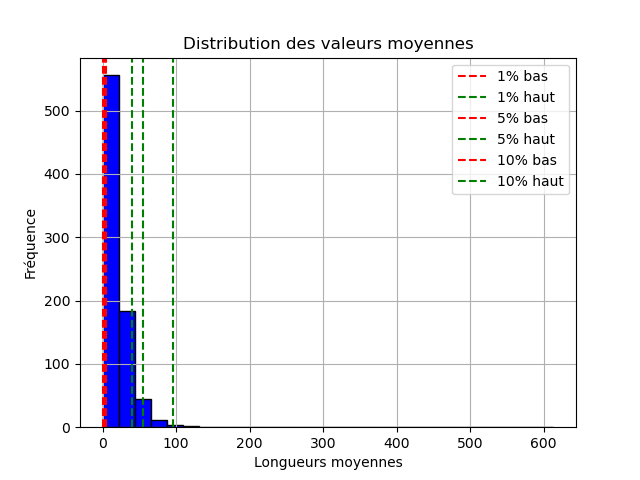 Distribution des valeurs moyennes
1% bas
1% haut
5% bas
5% haut
10% bas
10% haut
Fréquence
500
400
300
200
100
0
0
100
200
300
400
500
600
Longueurs moyennes